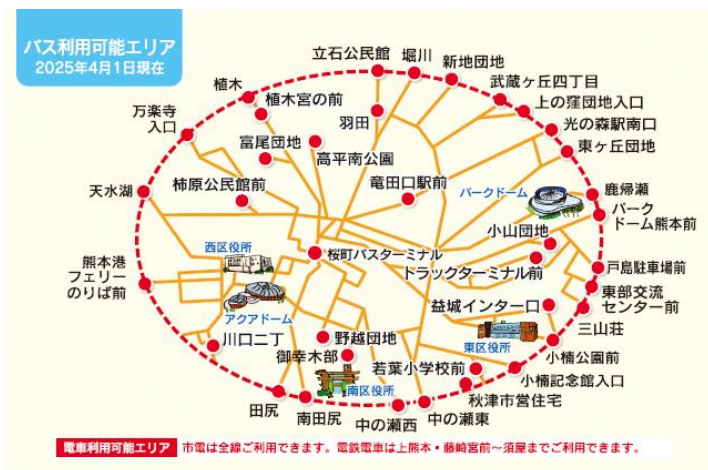 バス利用可能エリア
2025年4月1日現在
立石公民館
堀川
新地団地
武蔵ヶ丘四丁目
上の窪団地入口
光の森駅南口
東ヶ丘団地
植木
植木宮の前
羽田
万楽寺
入口
富尾団地
高平南公園
天水湖
柿原公民館前
竜田口駅前
パークドーム
鹿帰瀬
パーク
ドーム熊本前
小山団地
西区役所
桜町バスターミナル
トラックターミナル前
戸島駐車場前
熊本港
フェリー
のりば前
東部交流
センター前
アクアドーム
益城インター口
三山荘
川口二丁
野越団地
御幸木部
東区役所
小楠公園前
若葉小学校前
小楠記念館入口
南区役所
秋津市営住宅
田尻
南田尻
中の瀬西
中の瀬東
電車利用可能エリア 市電は全線ご利用できます。電鉄電車は上熊本・藤崎宮前～須屋までご利用できます。